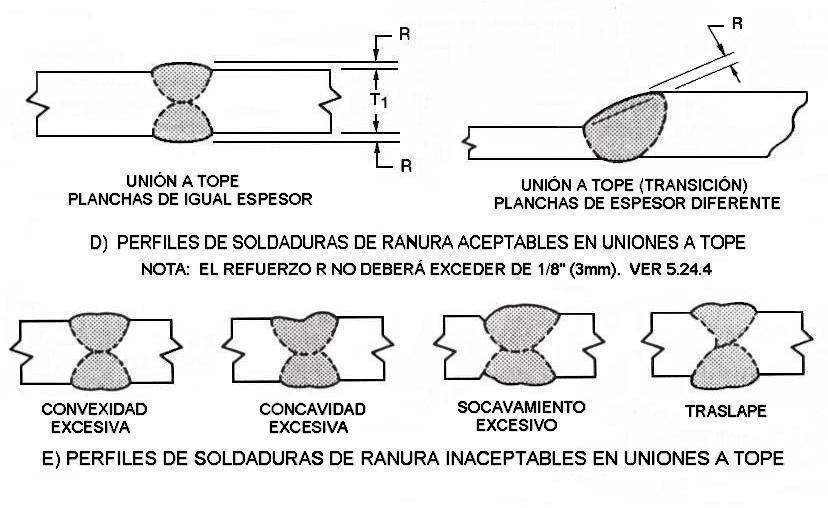 R
T1
R
R
UNIÓN A TOPE
PLANCHAS DE IGUAL ESPESOR
UNIÓN A TOPE (TRANSICIÓN)
PLANCHAS DE ESPESOR DIFERENTE
D) PERFILES DE SOLDADURAS DE RANURA ACEPTABLES EN UNIONES A TOPE
NOTA: EL REFUERZO R NO DEBERÁ EXCEDER DE 1/8" (3mm). VER 5.24.4
CONVEXIDAD
EXCESIVA
CONCAVIDAD
EXCESIVA
SOCAVAMIENTO
EXCESIVO
TRASLAPE
E) PERFILES DE SOLDADURAS DE RANURA INACEPTABLES EN UNIONES A TOPE